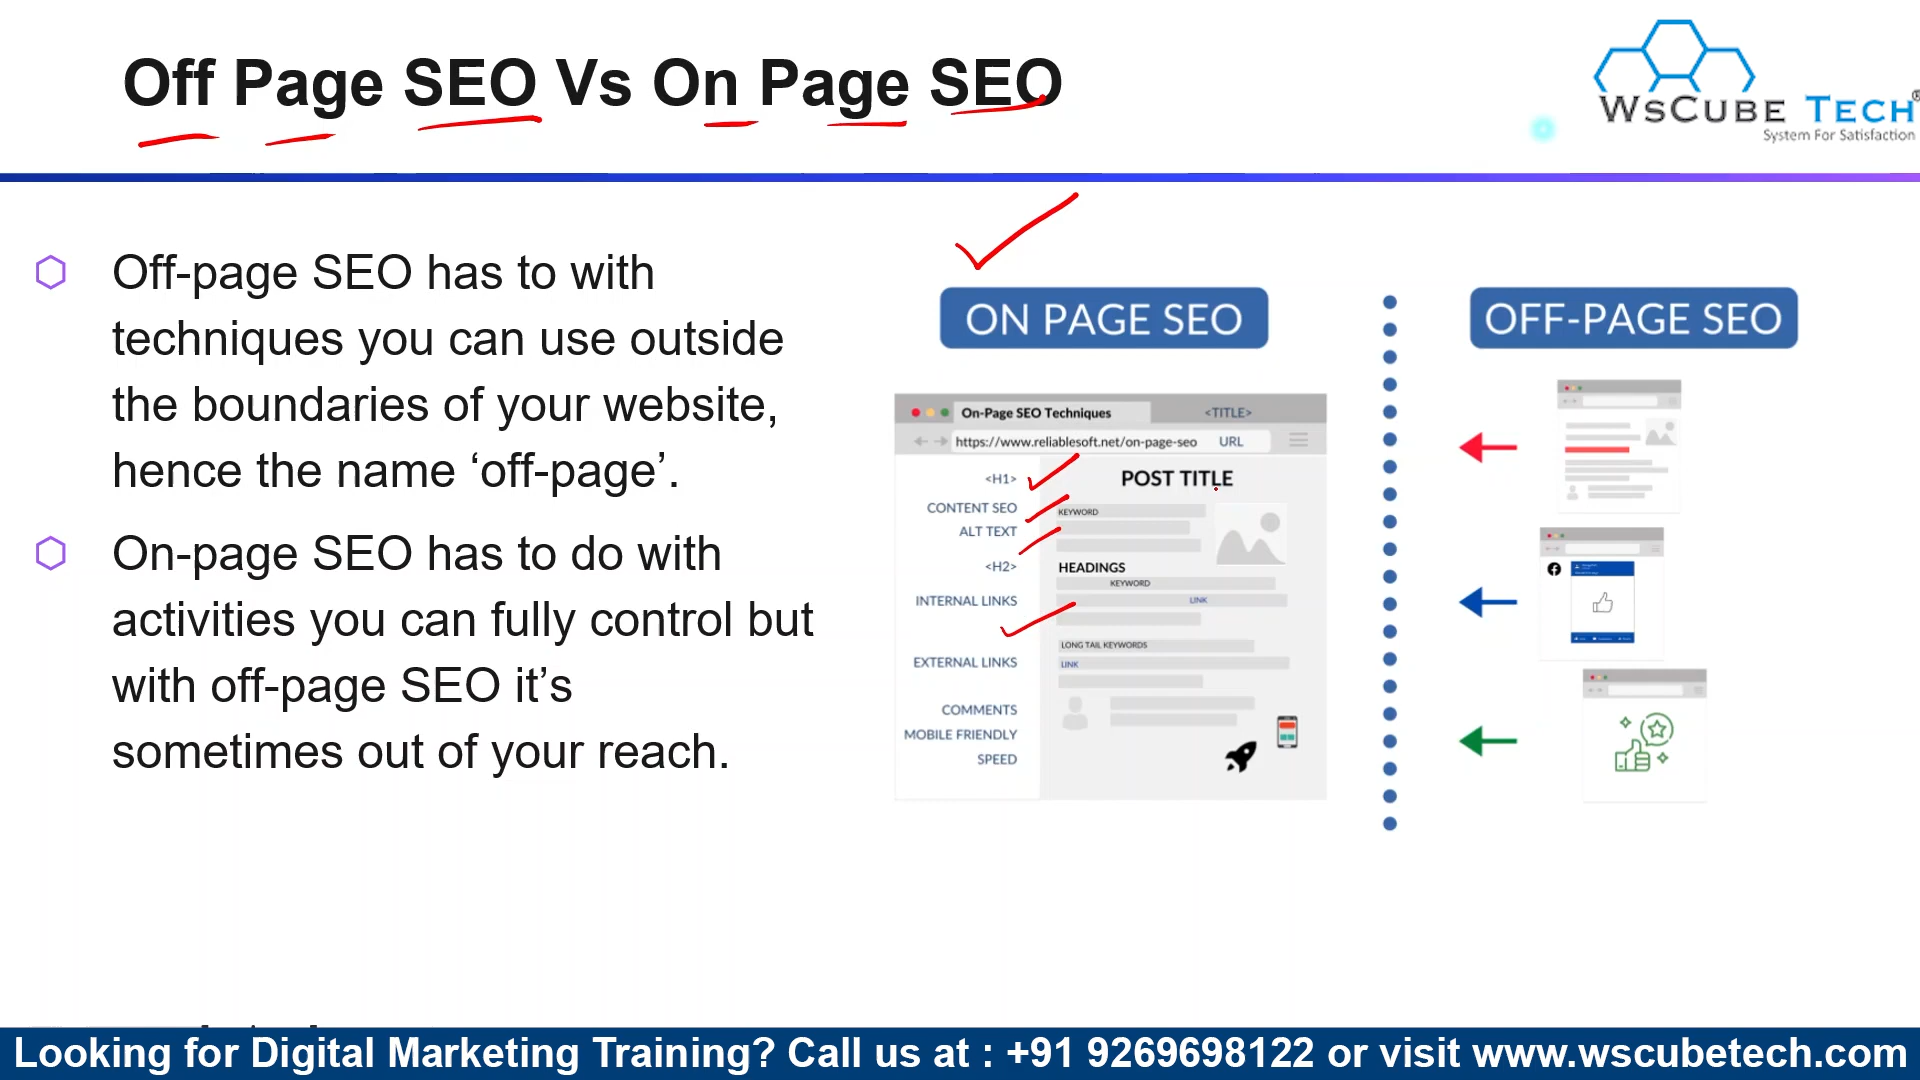 Off Page SEO Vs On Page SEO
WSCUBE TECH®
System For Satisfaction
Off-page SEO has to with
techniques you can use outside
the boundaries of your website,
hence the name ‘off-page’.
On-page SEO has to do with
activities you can fully control but
with off-page SEO it’s
sometimes out of your reach.
ON PAGE SEO
On-Page SEO Techniques <TITLE>
https://www.reliablesoft.net/on-page-seo URL
<H1>
POST TITLE
CONTENT SEO
KEYWORD
ALT TEXT
<H2>
HEADINGS
KEYWORD
INTERNAL LINKS
LINK
LONG TAIL KEYWORDS
EXTERNAL LINKS
LINK
COMMENTS
MOBILE FRIENDLY
SPEED
OFF-PAGE SEO
Looking for Digital Marketing Training? Call us at : +91 9269698122 or visit www.wscubetech.com